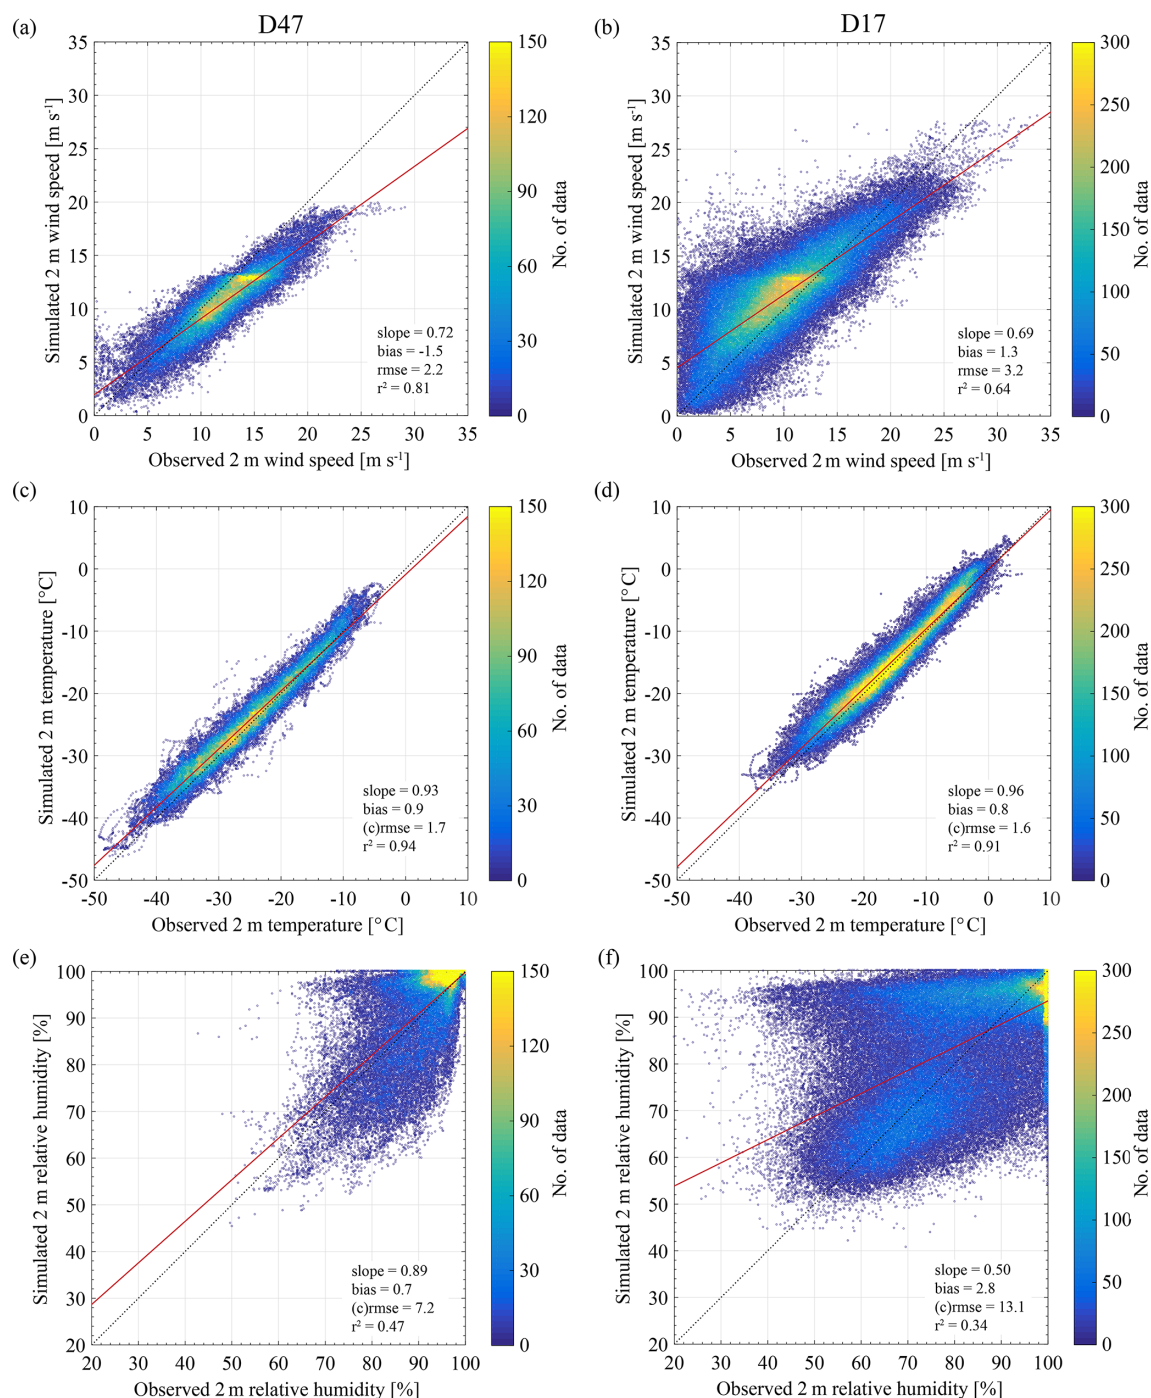 D47
D17
(a)
35
30
25
20
15
10
5
0
0
5
10
15
20
25
30
35
Simulated 2 m wind speed [m s-1]
Observed 2 m wind speed [m s-1]
slope = 0.72
bias = -1.5
rmse = 2.2
r² = 0.81
150
120
90
60
30
0
No. of data
(b)
35
30
25
20
15
10
5
0
0
5
10
15
20
25
30
35
Simulated 2 m wind speed [m s-1]
Observed 2 m wind speed [m s-1]
slope = 0.69
bias = 1.3
rmse = 3.2
r² = 0.64
300
250
200
150
100
50
0
No. of data
(c)
10
0
-10
-20
-30
-40
-50
-50
-40
-30
-20
-10
0
10
Simulated 2 m temperature [°C]
Observed 2 m temperature [°C]
slope = 0.93
bias = 0.9
(c)rmse = 1.7
r² = 0.94
150
120
90
60
30
0
No. of data
(d)
10
0
-10
-20
-30
-40
-50
-50
-40
-30
-20
-10
0
10
Simulated 2 m temperature [°C]
Observed 2 m temperature [°C]
slope = 0.96
bias = 0.8
(c)rmse = 1.6
r² = 0.91
300
250
200
150
100
50
0
No. of data
(e)
100
90
80
70
60
50
40
30
20
20
30
40
50
60
70
80
90
100
Simulated 2 m relative humidity [%]
Observed 2 m relative humidity [%]
slope = 0.89
bias = 0.7
(c)rmse = 7.2
r² = 0.47
150
120
90
60
30
0
No. of data
(f)
100
90
80
70
60
50
40
30
20
20
30
40
50
60
70
80
90
100
Simulated 2 m relative humidity [%]
Observed 2 m relative humidity [%]
slope = 0.50
bias = 2.8
(c)rmse = 13.1
r² = 0.34
300
250
200
150
100
50
0
No. of data